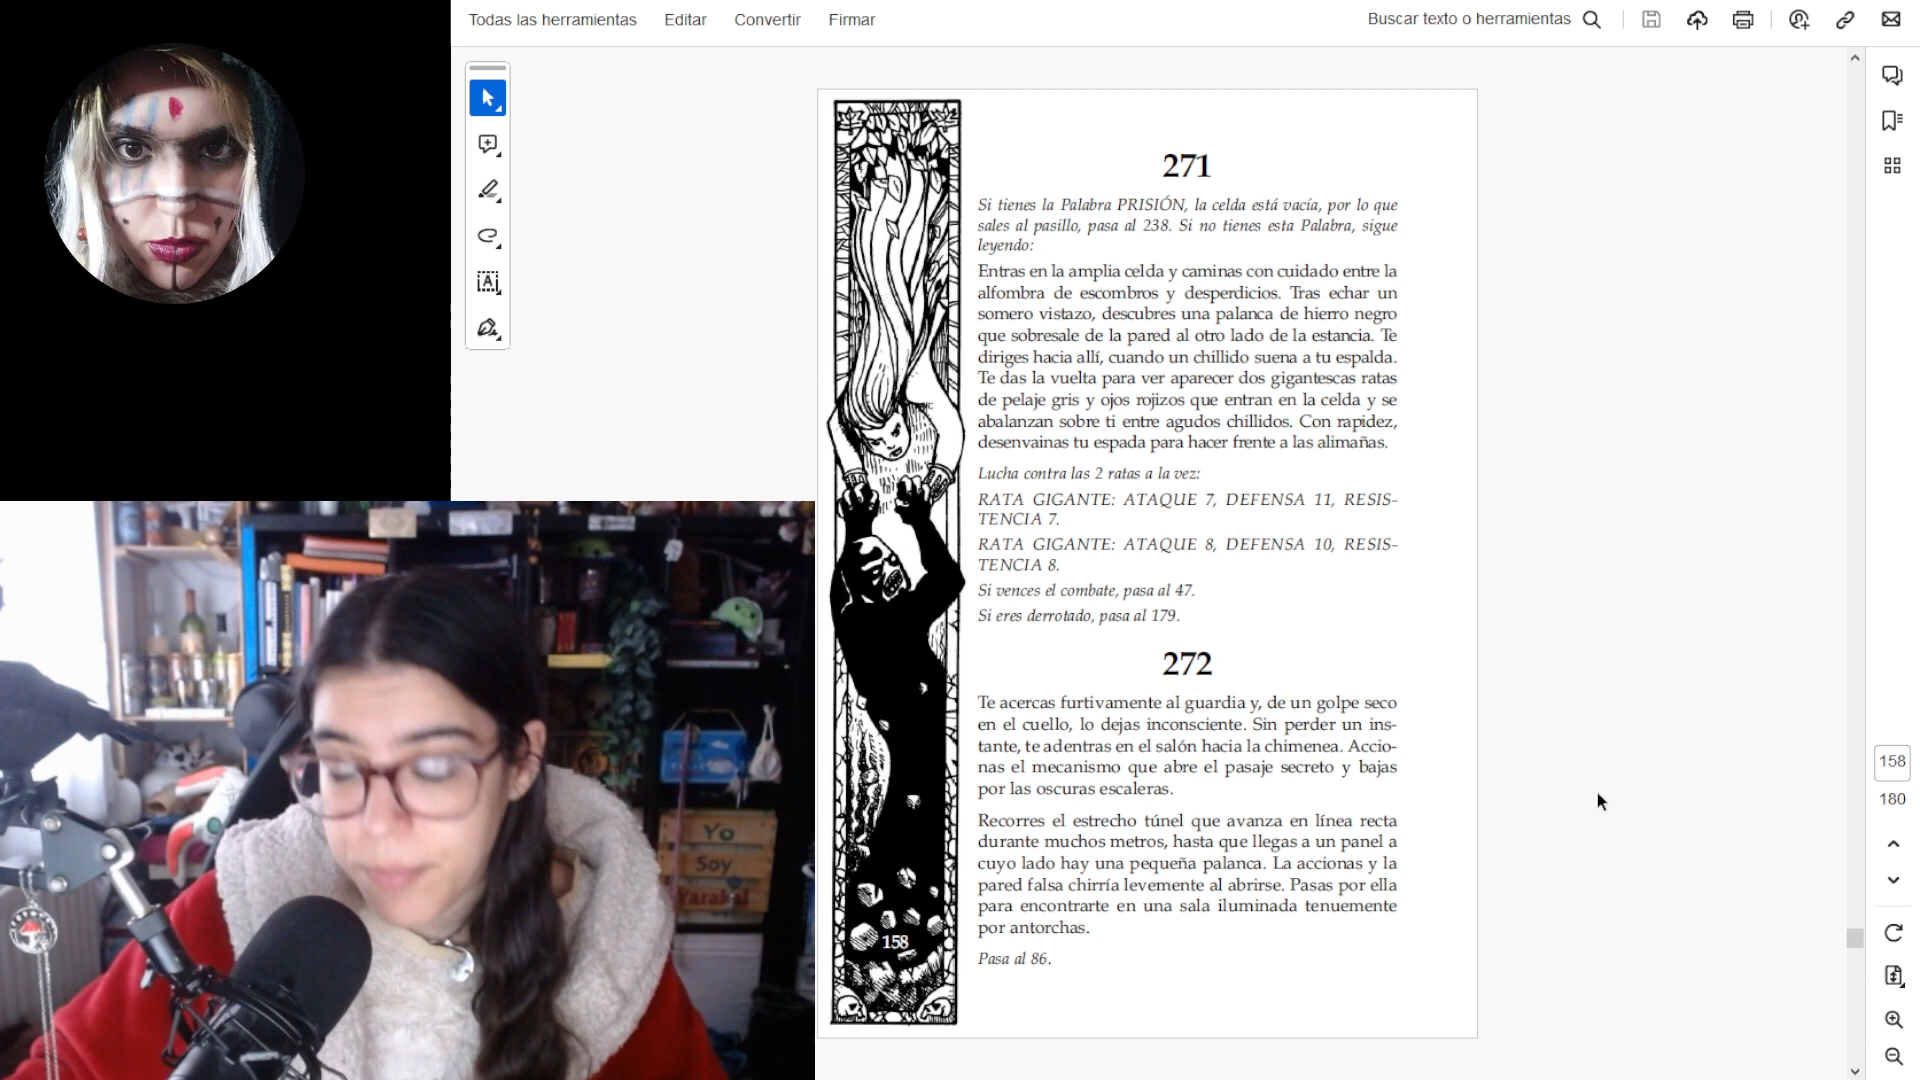 Todas las herramientas Editar Convertir Firmar Buscar texto o herramientas
271
Si tienes la Palabra PRISIÓN, la celda está vacía, por lo que
sales al pasillo, pasa al 238. Si no tienes esta Palabra, sigue
leyendo:
Entras en la amplia celda y caminas con cuidado entre la
alfombra de escombros y desperdicios. Tras echar un
somero vistazo, descubres una palanca de hierro negro
que sobresale de la pared al otro lado de la estancia. Te
diriges hacia allí, cuando un chillido suena a tu espalda.
Te das la vuelta para ver aparecer dos gigantescas ratas
de pelaje gris y ojos rojizos que entran en la celda y se
abalanzan sobre ti entre agudos chillidos. Con rapidez,
desenvainas tu espada para hacer frente a las alimañas.
Lucha contra las 2 ratas a la vez:
RATA GIGANTE: ATAQUE 7, DEFENSA 11, RESIS-
TENCIA 7.
RATA GIGANTE: ATAQUE 8, DEFENSA 10, RESIS-
TENCIA 8.
Si vences el combate, pasa al 47.
Si eres derrotado, pasa al 179.
272
Te acercas furtivamente al guardia y, de un golpe seco
en el cuello, lo dejas inconsciente. Sin perder un ins-
tante, te adentras en el salón hacia la chimenea. Accio-
nas el mecanismo que abre el pasaje secreto y bajas
por las oscuras escaleras.
Recorres el estrecho túnel que avanza en línea recta
durante muchos metros, hasta que llegas a un panel a
cuyo lado hay una pequeña palanca. La accionas y la
pared falsa chirría levemente al abrirse. Pasas por ella
para encontrarte en una sala iluminada tenuemente
por antorchas.
Pasa al 86.
158
158
180
Yo
Soy
Yarakal